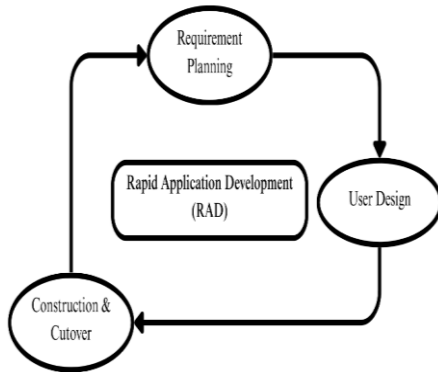 Requirement
Planning
Rapid Application Development
(RAD)
User Design
Construction &
Cutover